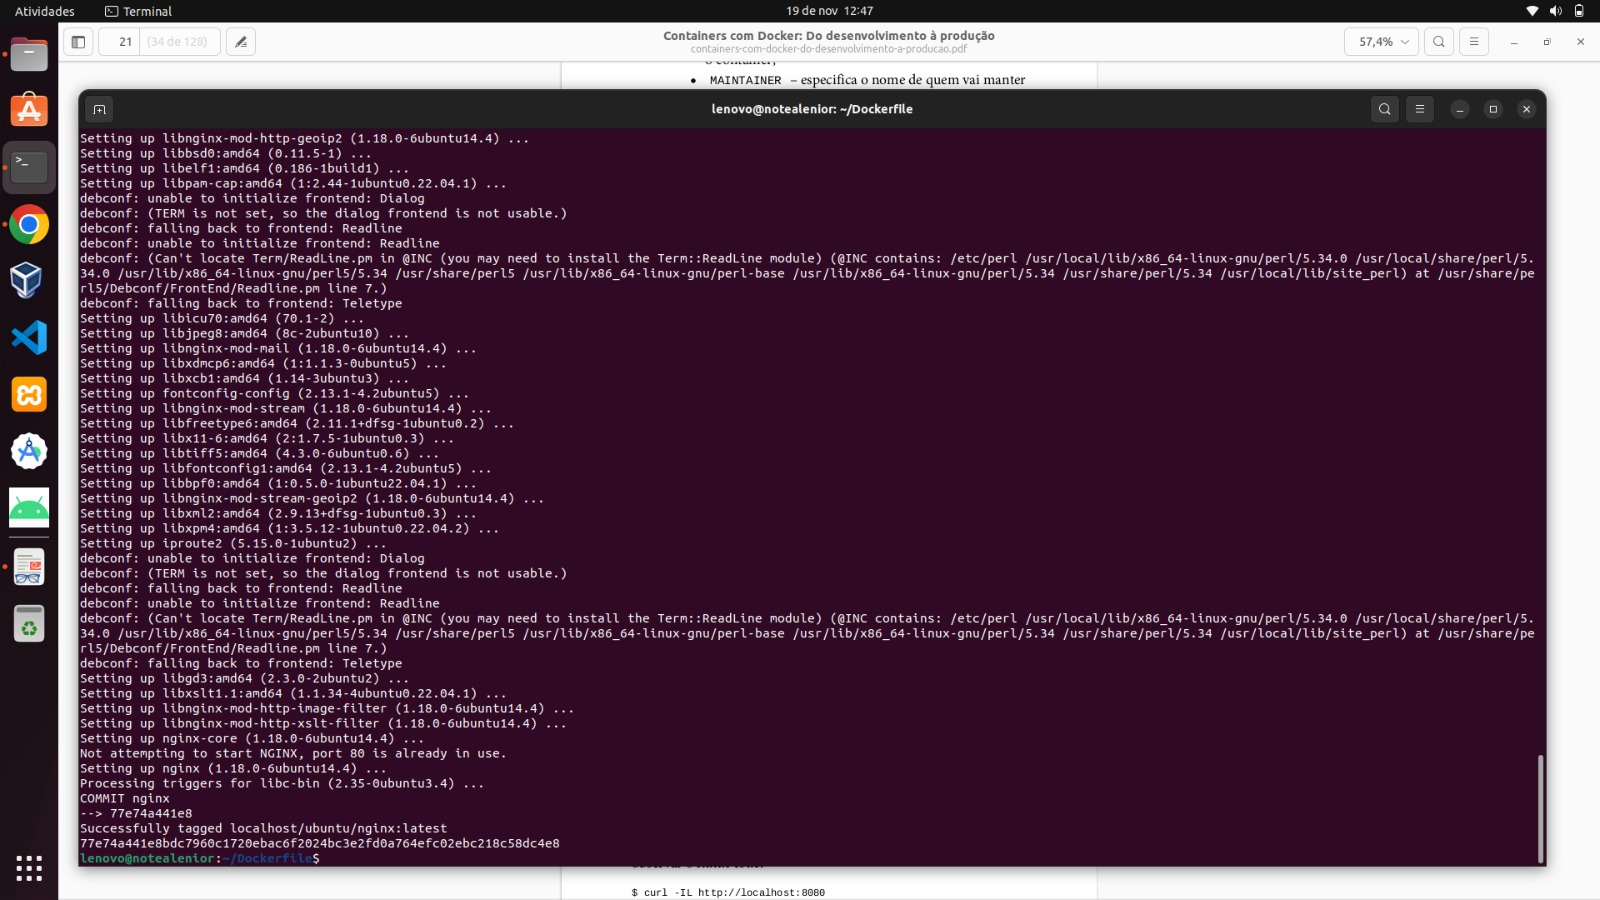 Atividades
Terminal
19 de nov 12:47
21
(34 de 128)
Containers com Docker: Do desenvolvimento à produção
containers-com-docker-do-desenvolvimento-a-producao.pdf
57,4%
o container;
• MAINTAINER – especifica o nome de quem vai manter
lenovo@notealenior: ~/Dockerfile
Setting up libnginx-mod-http-geoip2 (1.18.0-6ubuntu14.4) ...
Setting up libbsd0:amd64 (0.11.5-1) ...
Setting up libelf1:amd64 (0.186-1build1) ...
Setting up libpam-cap:amd64 (1:2.44-1ubuntu0.22.04.1) ...
debconf: unable to initialize frontend: Dialog
debconf: (TERM is not set, so the dialog frontend is not usable.)
debconf: falling back to frontend: Readline
debconf: unable to initialize frontend: Readline
debconf: (Can't locate Term/ReadLine.pm in @INC (you may need to install the Term::ReadLine module) (@INC contains: /etc/perl /usr/local/lib/x86_64-linux-gnu/perl/5.34.0 /usr/local/share/perl/5.
34.0 /usr/lib/x86_64-linux-gnu/perl5/5.34 /usr/share/perl5 /usr/lib/x86_64-linux-gnu/perl-base /usr/lib/x86_64-linux-gnu/perl/5.34 /usr/share/perl/5.34 /usr/local/lib/site_perl) at /usr/share/pe
rl5/Debconf/FrontEnd/Readline.pm line 7.)
debconf: falling back to frontend: Teletype
Setting up libicu70:amd64 (70.1-2) ...
Setting up libjpeg8:amd64 (8c-2ubuntu10) ...
Setting up libnginx-mod-mail (1.18.0-6ubuntu14.4) ...
Setting up libxdmcp6:amd64 (1:1.1.3-0ubuntu5) ...
Setting up libxcb1:amd64 (1.14-3ubuntu3) ...
Setting up fontconfig-config (2.13.1-4.2ubuntu5) ...
Setting up libnginx-mod-stream (1.18.0-6ubuntu14.4) ...
Setting up libfreetype6:amd64 (2.11.1+dfsg-1ubuntu0.2) ...
Setting up libx11-6:amd64 (2:1.7.5-1ubuntu0.3) ...
Setting up libtiff5:amd64 (4.3.0-6ubuntu0.6) ...
Setting up libfontconfig1:amd64 (2.13.1-4.2ubuntu5) ...
Setting up libbpf0:amd64 (1:0.5.0-1ubuntu22.04.1) ...
Setting up libnginx-mod-stream-geoip2 (1.18.0-6ubuntu14.4) ...
Setting up libxml2:amd64 (2.9.13+dfsg-1ubuntu0.3) ...
Setting up libxpm4:amd64 (1:3.5.12-1ubuntu0.22.04.2) ...
Setting up iproute2 (5.15.0-1ubuntu2) ...
debconf: unable to initialize frontend: Dialog
debconf: (TERM is not set, so the dialog frontend is not usable.)
debconf: falling back to frontend: Readline
debconf: unable to initialize frontend: Readline
debconf: (Can't locate Term/ReadLine.pm in @INC (you may need to install the Term::ReadLine module) (@INC contains: /etc/perl /usr/local/lib/x86_64-linux-gnu/perl/5.34.0 /usr/local/share/perl/5.
34.0 /usr/lib/x86_64-linux-gnu/perl5/5.34 /usr/share/perl5 /usr/lib/x86_64-linux-gnu/perl-base /usr/lib/x86_64-linux-gnu/perl/5.34 /usr/share/perl/5.34 /usr/local/lib/site_perl) at /usr/share/pe
rl5/Debconf/FrontEnd/Readline.pm line 7.)
debconf: falling back to frontend: Teletype
Setting up libgd3:amd64 (2.3.0-2ubuntu2) ...
Setting up libxslt1.1:amd64 (1.1.34-4ubuntu0.22.04.1) ...
Setting up libnginx-mod-http-image-filter (1.18.0-6ubuntu14.4) ...
Setting up libnginx-mod-http-xslt-filter (1.18.0-6ubuntu14.4) ...
Setting up nginx-core (1.18.0-6ubuntu14.4) ...
Not attempting to start NGINX, port 80 is already in use.
Setting up nginx (1.18.0-6ubuntu14.4) ...
Processing triggers for libc-bin (2.35-0ubuntu3.4) ...
COMMIT nginx
--> 77e74a441e8
Successfully tagged localhost/ubuntu/nginx:latest
77e74a441e8bdc7960c1720ebac6f2024bc3e2fd0a764efc02ebc218c58dc4e8
lenovo@notealenior:~/Dockerfile$
$ curl -IL http://localhost:8080